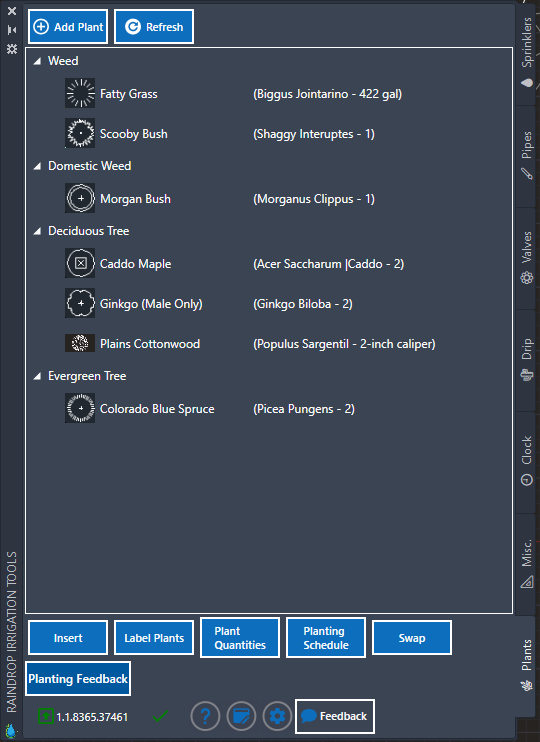 Add Plant
Refresh
Weed
Fatty Grass (Biggus Jointarino - 422 gal)
Scooby Bush (Shaggy Interuptes - 1)
Domestic Weed
Morgan Bush (Morganus Clippus - 1)
Deciduous Tree
Caddo Maple (Acer Saccharum |Caddo - 2)
Ginkgo (Male Only) (Ginkgo Biloba - 2)
Plains Cottonwood (Populus Sargentil - 2-inch caliper)
Evergreen Tree
Colorado Blue Spruce (Picea Pungens - 2)
Insert
Label Plants
Plant
Quantities
Planting
Schedule
Swap
Planting Feedback
1.1.8365.37461
?
Feedback
RAINDROP IRRIGATION TOOLS
Sprinklers
Pipes
Valves
Drip
Clock
Misc.
Plants